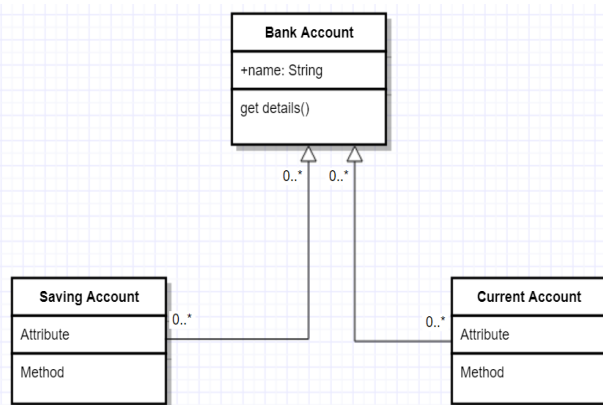 Bank Account
+name: String
get details()
0..* 0..*
Saving Account
Attribute
Method
0..*
0..*
Current Account
Attribute
Method